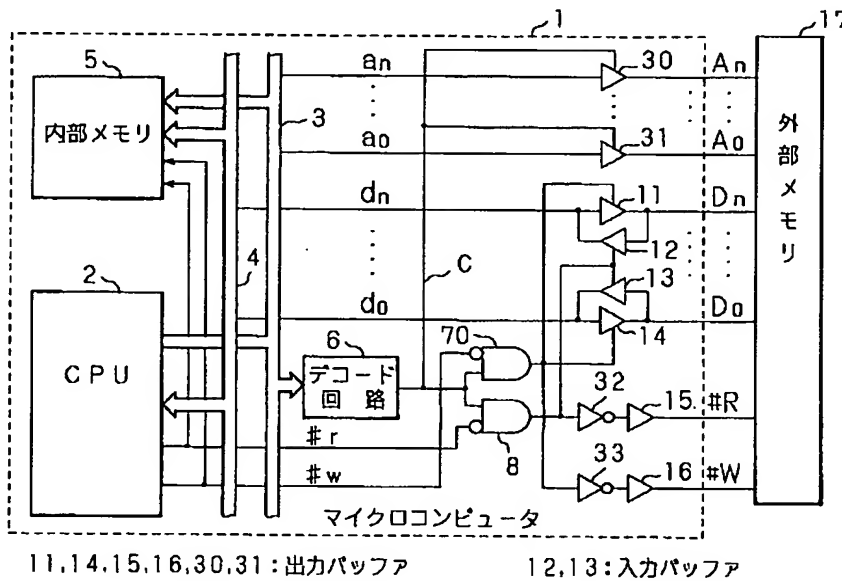 1
17
5
内部メモリ
an
30
An
3
a0
31
A0
外部メモリ
dn
11
Dn
12
4
C
13
2
d0
14
D0
CPU
6
デコード
回路
70
32
15
#R
#r
8
33
#w
16
#W
マイクロコンピュータ
11,14,15,16,30,31:出力バッファ
12,13:入力バッファ